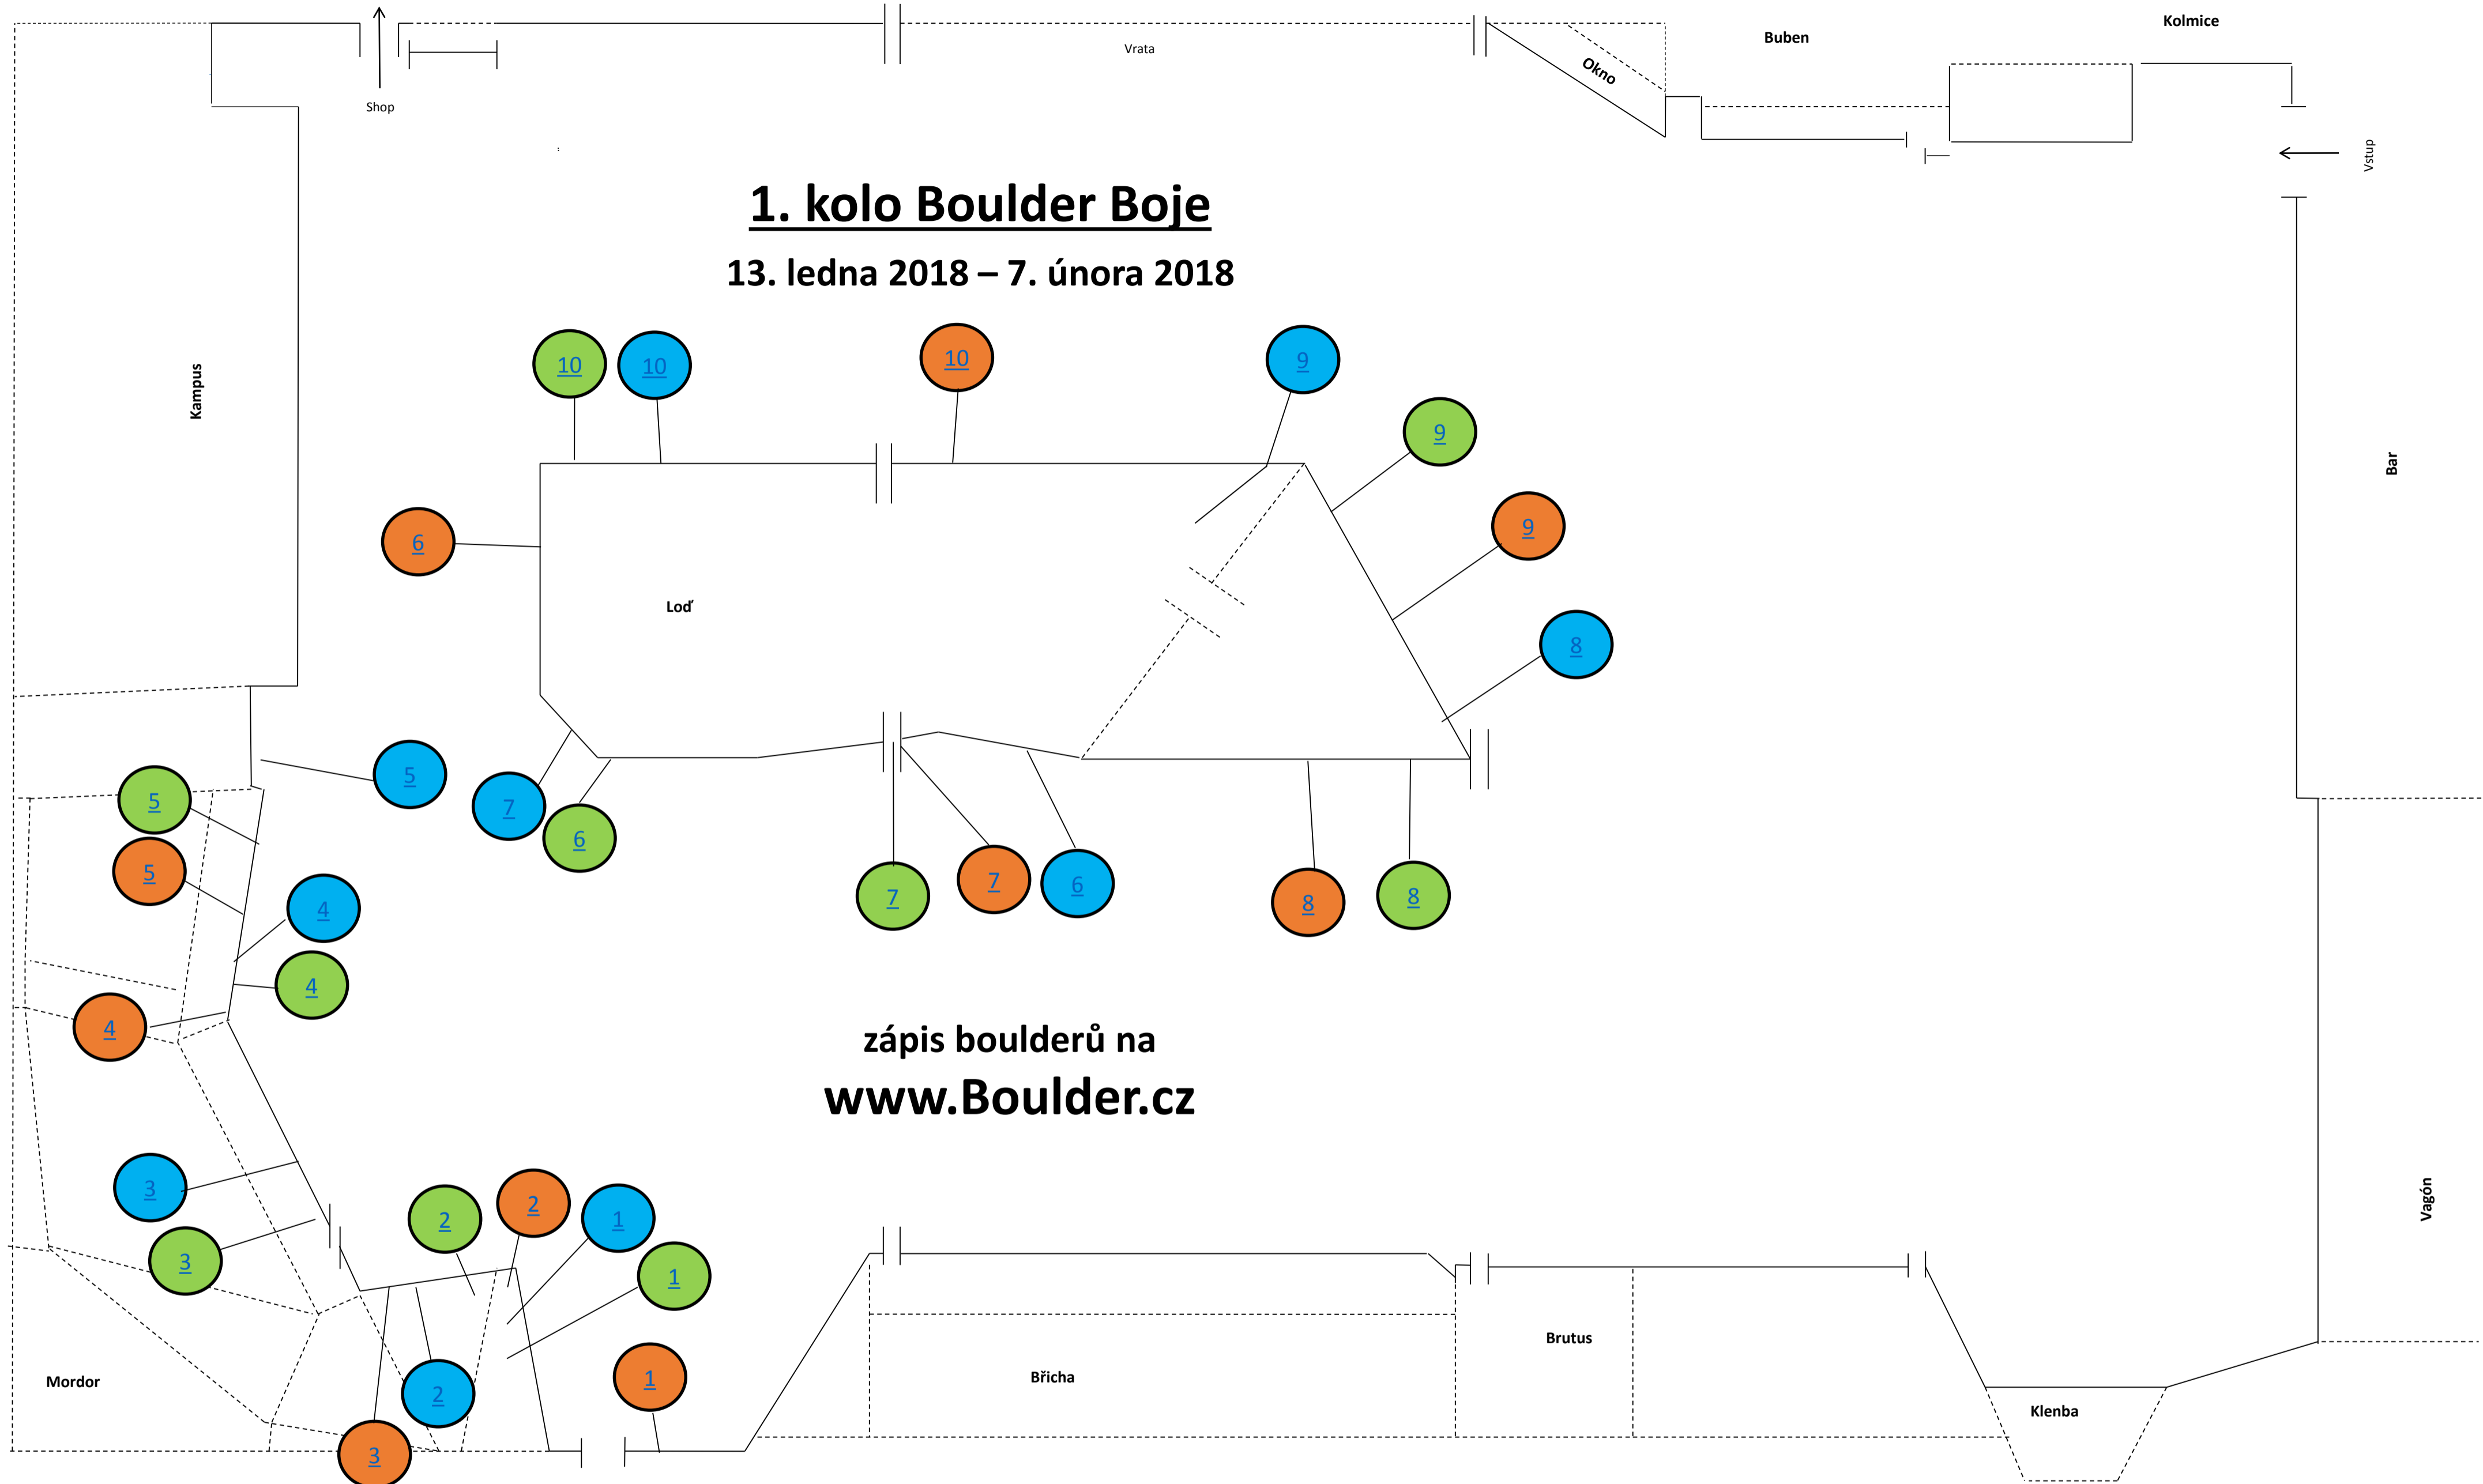 Kolmice
Buben
Vrata
Okno
Shop
Vstup
1. kolo Boulder Boje
13. ledna 2018 – 7. února 2018
10
10
10
9
9
Kampus
Bar
6
9
Loď
8
5
5
7
6
5
7
7
6
8
8
4
4
4
zápis boulderů na
www.Boulder.cz
3
2
2
1
Vagón
3
1
Brutus
Mordor
1
Břicha
2
Klenba
3